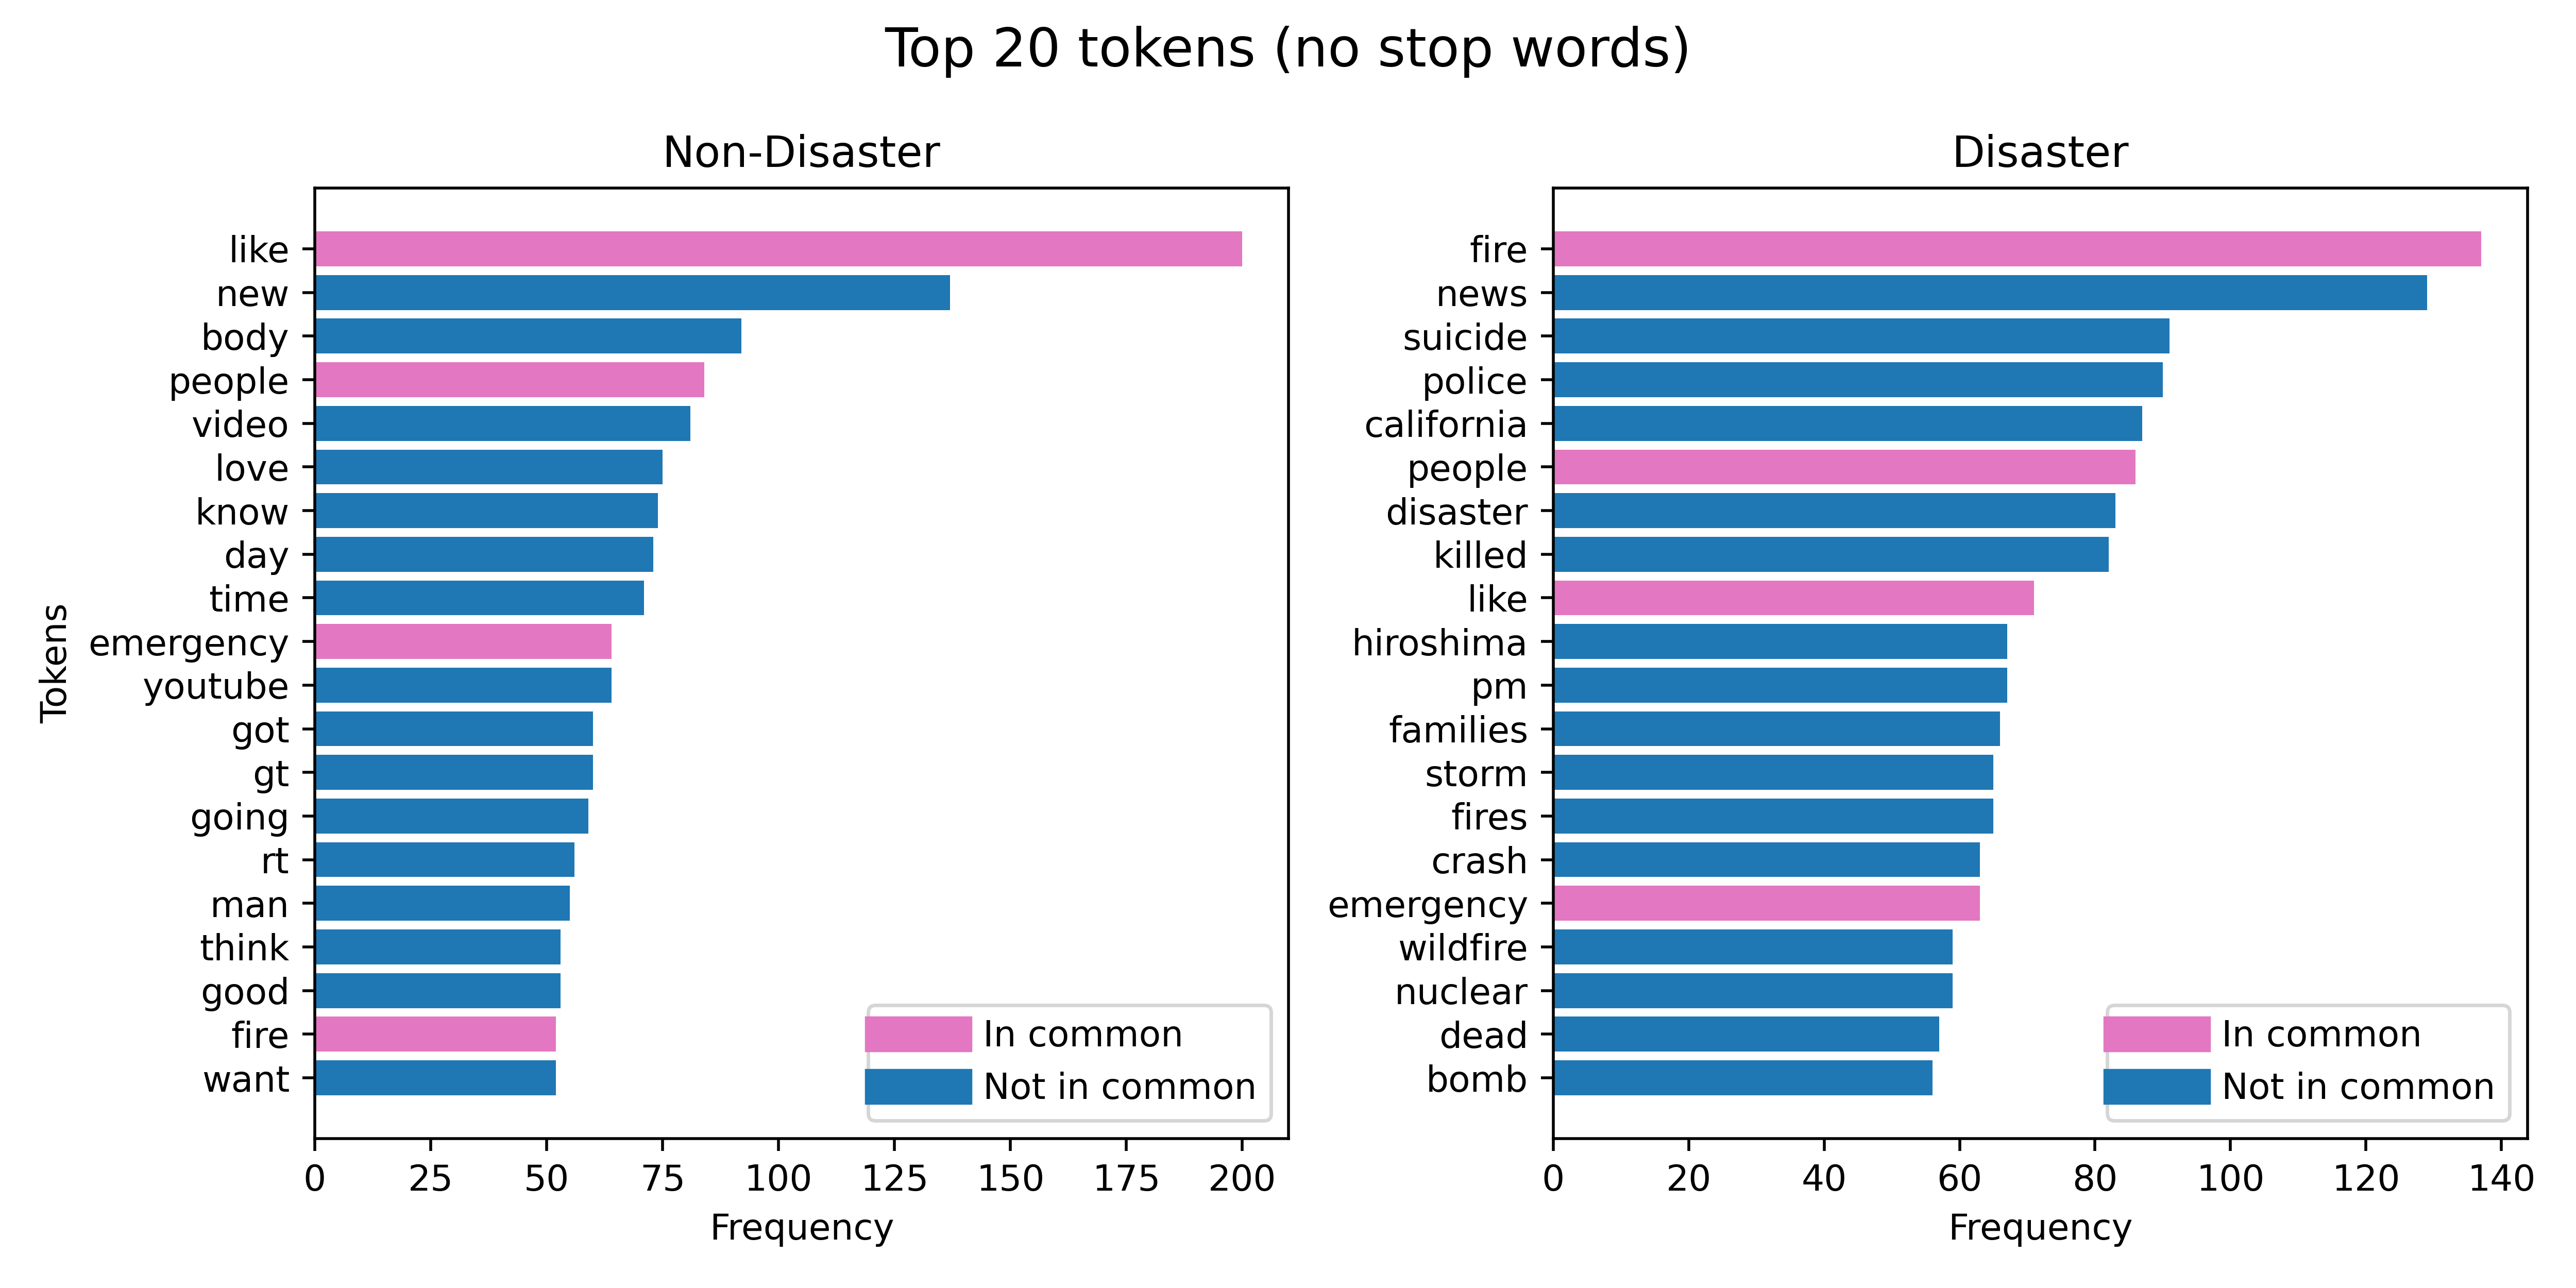 Top 20 tokens (no stop words)
Non-Disaster
Tokens
like
new
body
people
video
love
know
day
time
emergency
youtube
got
gt
going
rt
man
think
good
fire
want
In common
Not in common
0 25 50 75 100 125 150 175 200
Frequency
Disaster
fire
news
suicide
police
california
people
disaster
killed
like
hiroshima
pm
families
storm
fires
crash
emergency
wildfire
nuclear
dead
bomb
In common
Not in common
0 20 40 60 80 100 120 140
Frequency